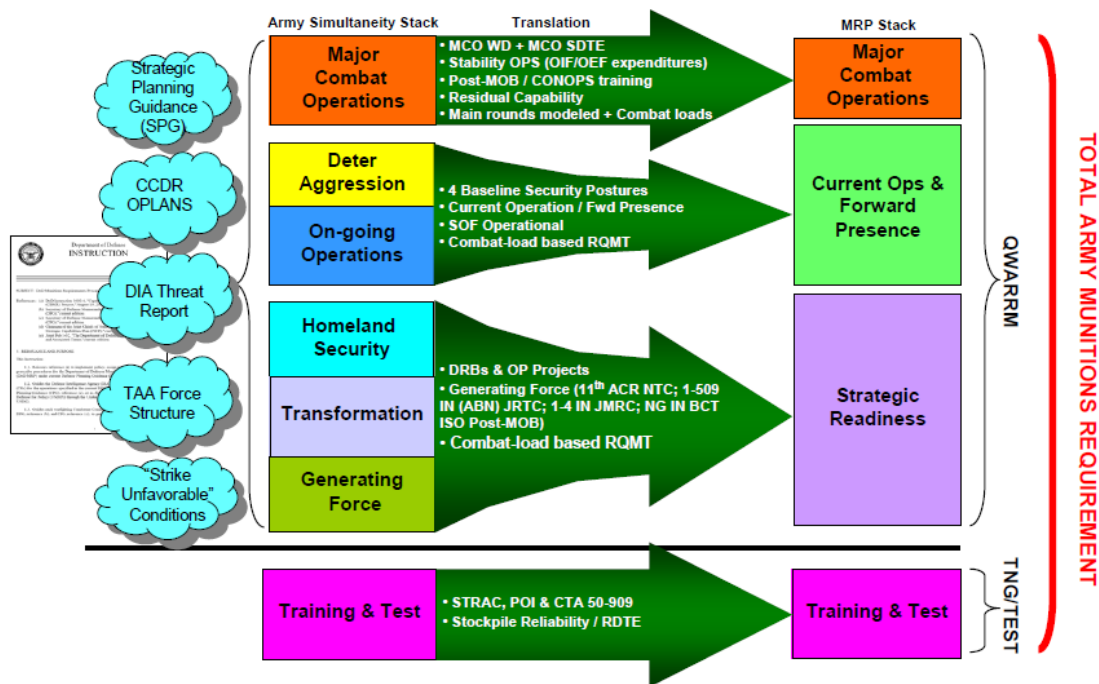 Army Simultaneity Stack
Translation
MRP Stack
Strategic
Planning
Guidance
(SPG)
CCDR
OPLANS
DIA Threat
Report
TAA Force
Structure
“Strike
Unfavorable”
Conditions
Department of Defense
INSTRUCTION
Major
Combat
Operations
• MCO WD + MCO SDTE
• Stability OPS (OIF/OEF expenditures)
• Post-MOB / CONOPS training
• Residual Capability
• Main rounds modeled + Combat loads
Major
Combat
Operations
Deter
Aggression
On-going
Operations
• 4 Baseline Security Postures
• Current Operation / Fwd Presence
• SOF Operational
• Combat-load based RQMT
Current Ops &
Forward
Presence
Homeland
Security
Transformation
Generating
Force
• DRBs & OP Projects
• Generating Force (11th ACR NTC; 1-509
IN (ABN) JRTC; 1-4 IN JMRC; NG IN BCT
ISO Post-MOB)
• Combat-load based RQMT
Strategic
Readiness
QWARRM
TOTAL ARMY MUNITIONS REQUIREMENT
Training & Test
• STRAC, POI & CTA 50-909
• Stockpile Reliability / RDTE
Training & Test
TNG/TEST